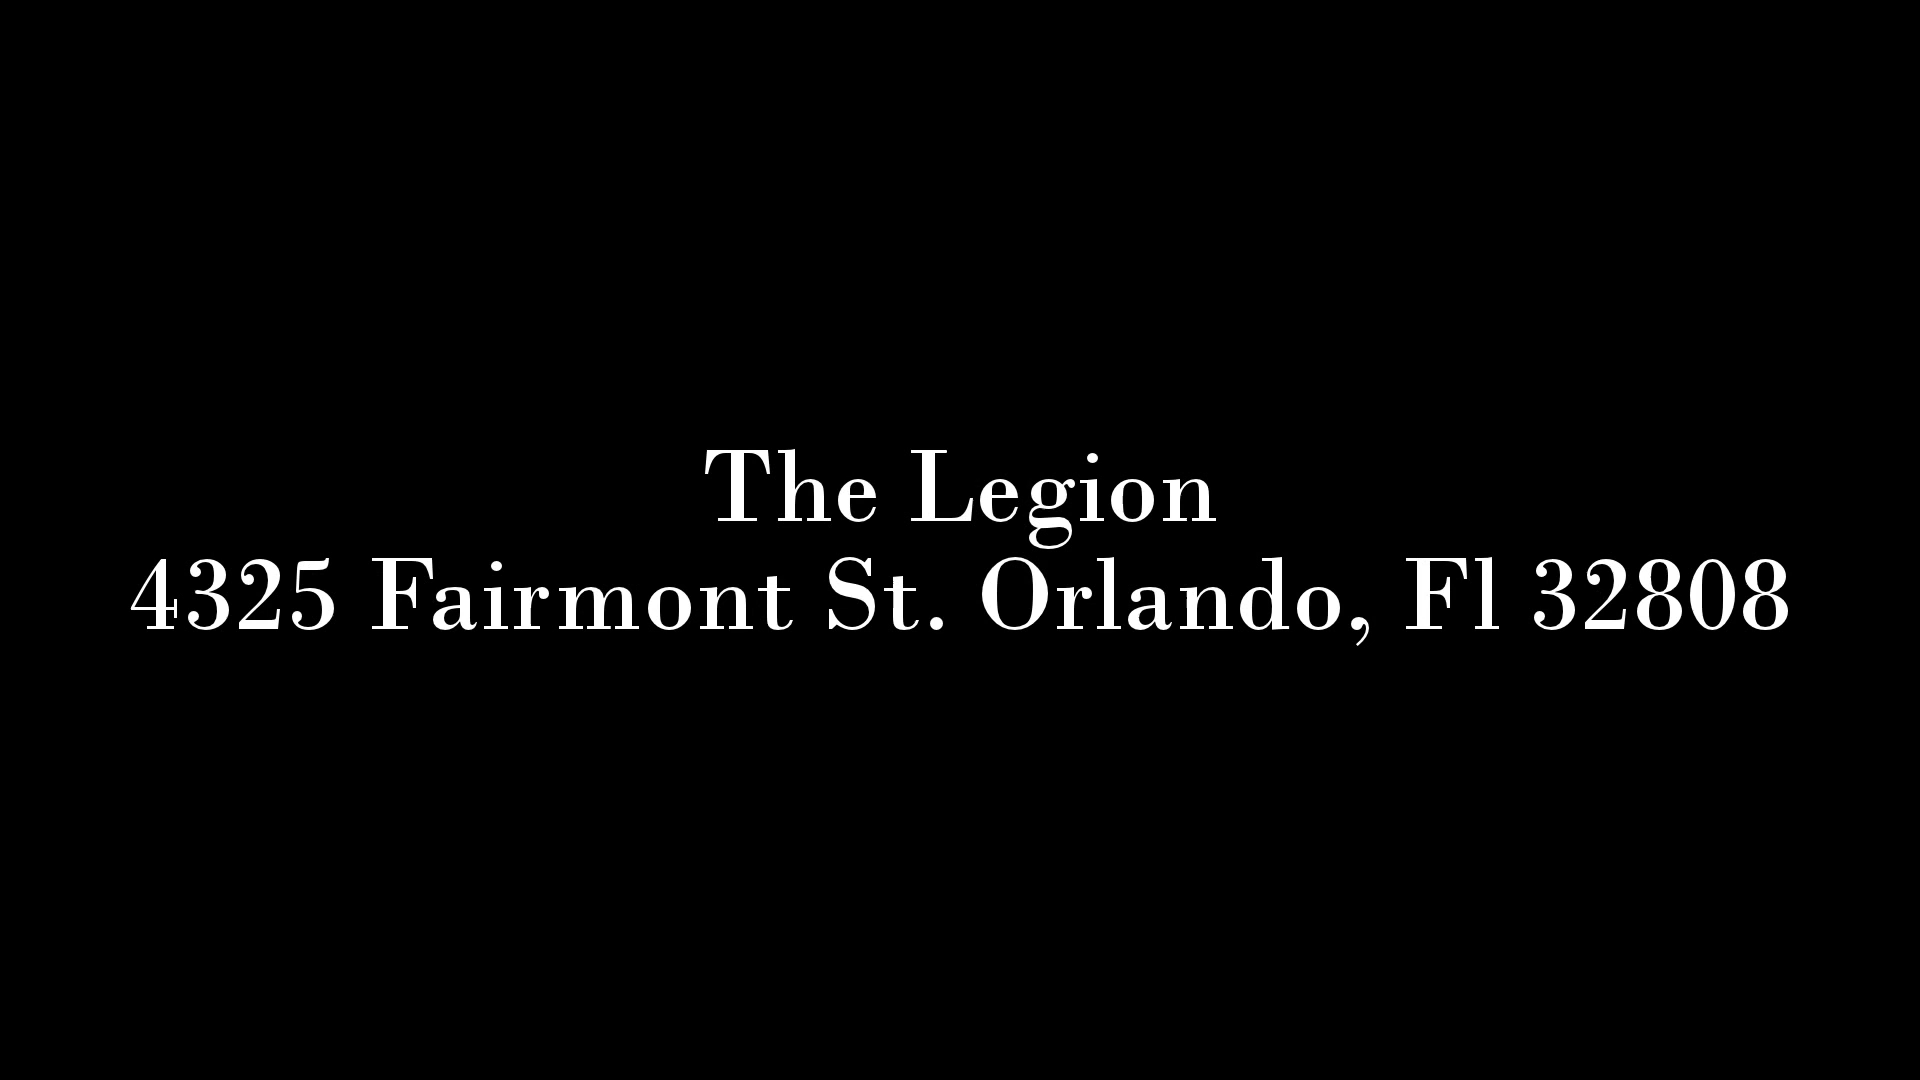 The Legion
4325 Fairmont St. Orlando, Fl 32808